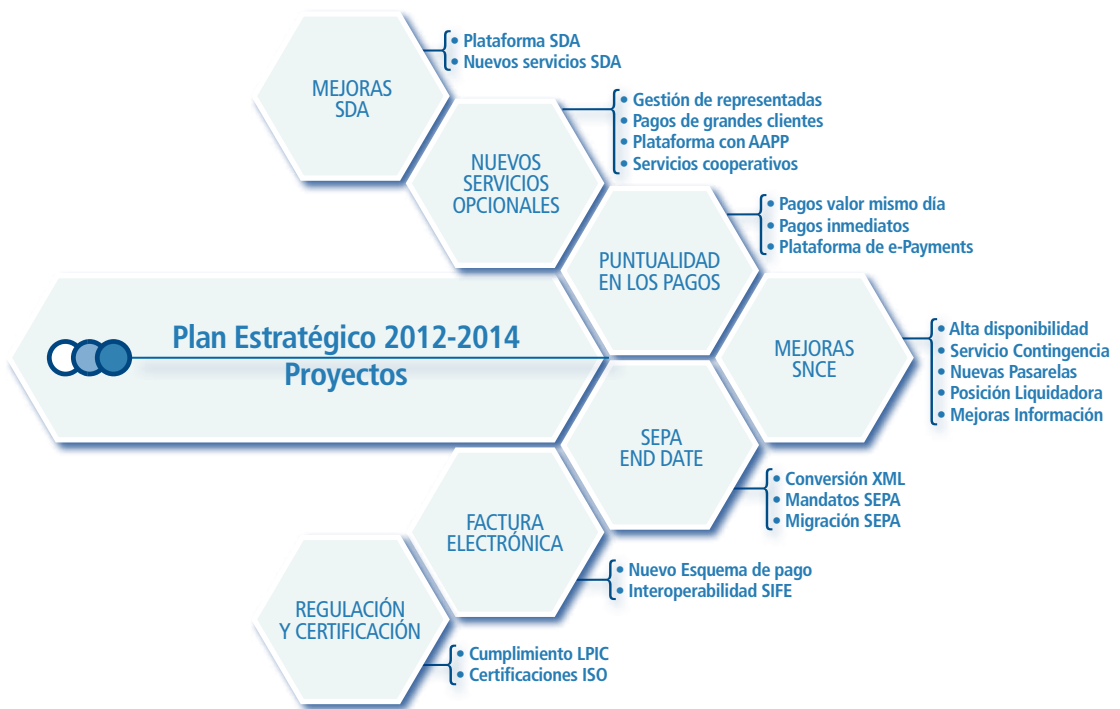 MEJORAS
SDA
• Plataforma SDA
• Nuevos servicios SDA
NUEVOS
SERVICIOS
OPCIONALES
• Gestión de representadas
• Pagos de grandes clientes
• Plataforma con AAPP
• Servicios cooperativos
PUNTUALIDAD
EN LOS PAGOS
• Pagos valor mismo día
• Pagos inmediatos
• Plataforma de e-Payments
Plan Estratégico 2012-2014
Proyectos
MEJORAS
SNCE
• Alta disponibilidad
• Servicio Contingencia
• Nuevas Pasarelas
• Posición Liquidadora
• Mejoras Información
SEPA
END DATE
• Conversión XML
• Mandatos SEPA
• Migración SEPA
FACTURA
ELECTRÓNICA
• Nuevo Esquema de pago
• Interoperabilidad SIFE
REGULACIÓN
Y CERTIFICACIÓN
• Cumplimiento LPIC
• Certificaciones ISO